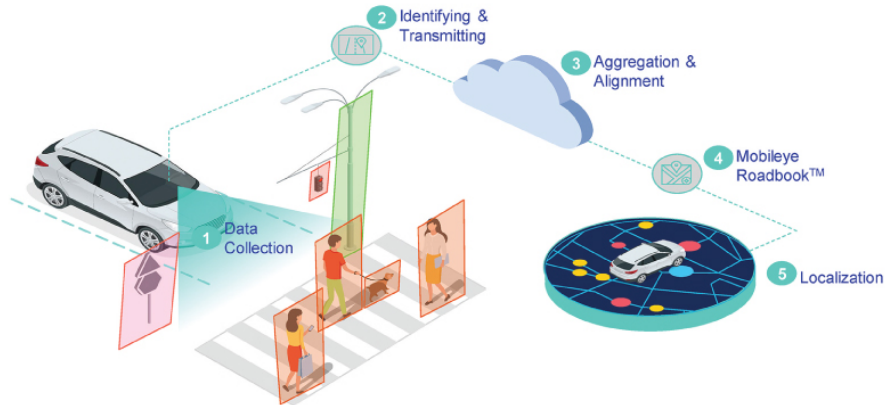 1 Data
Collection
2 Identifying &
Transmitting
3 Aggregation &
Alignment
4 Mobileye
Roadbook™
5 Localization